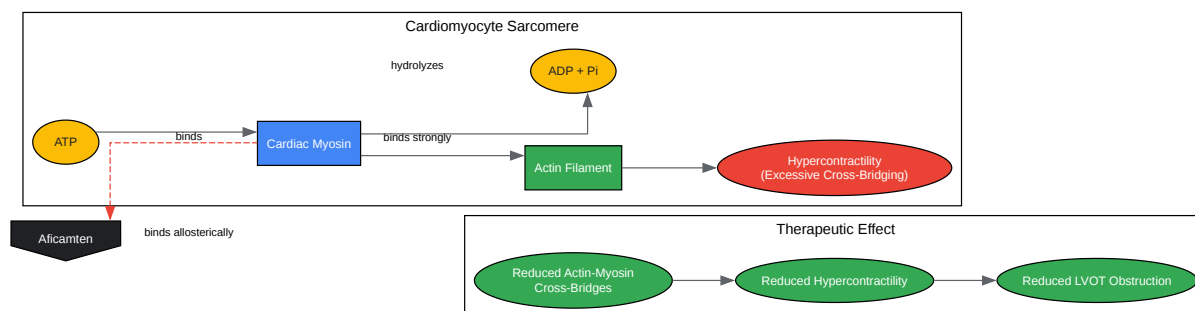 Cardiomyocyte Sarcomere
hydrolyzes
ADP + Pi
ATP
binds
Cardiac Myosin
binds strongly
Actin Filament
Hypercontractility
(Excessive Cross-Bridging)
Aficamten
binds allosterically
Therapeutic Effect
Reduced Actin-Myosin
Cross-Bridges
Reduced Hypercontractility
Reduced LVOT Obstruction